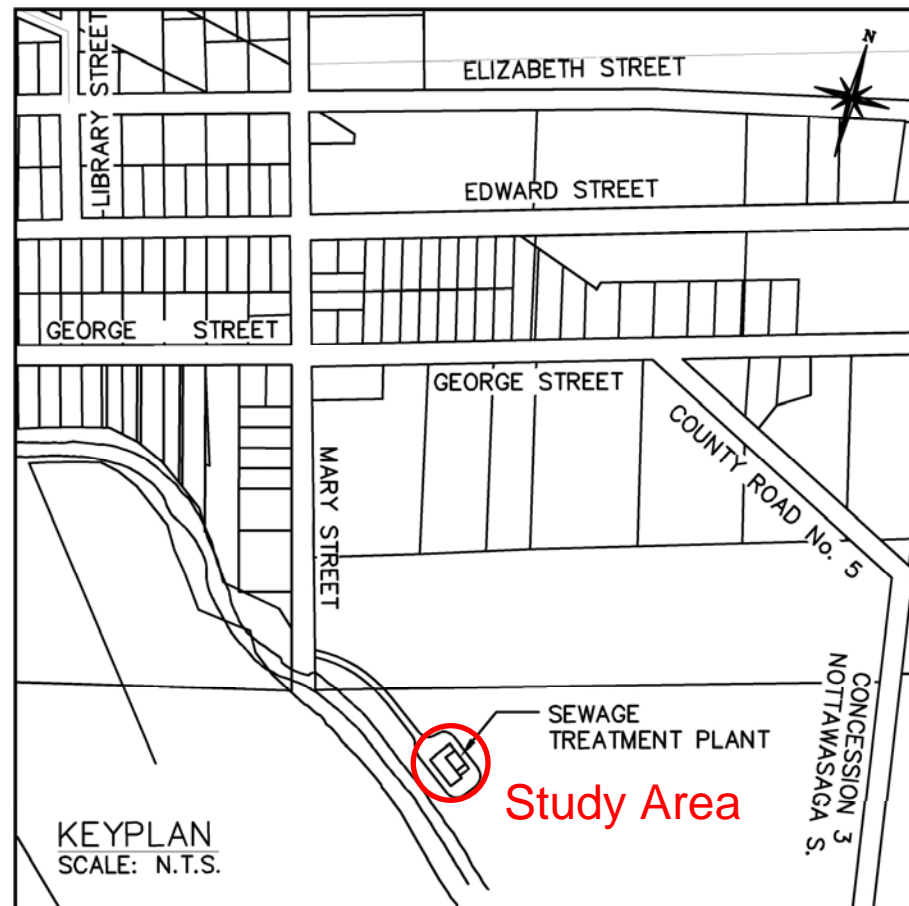 N
ELIZABETH STREET
LIBRARY STREET
EDWARD STREET
GEORGE STREET
GEORGE STREET
COUNTY ROAD No. 5
MARY STREET
CONCESSION 3
NOTTAWASAGA S.
SEWAGE
TREATMENT PLANT
Study Area
KEYPLAN
SCALE: N.T.S.